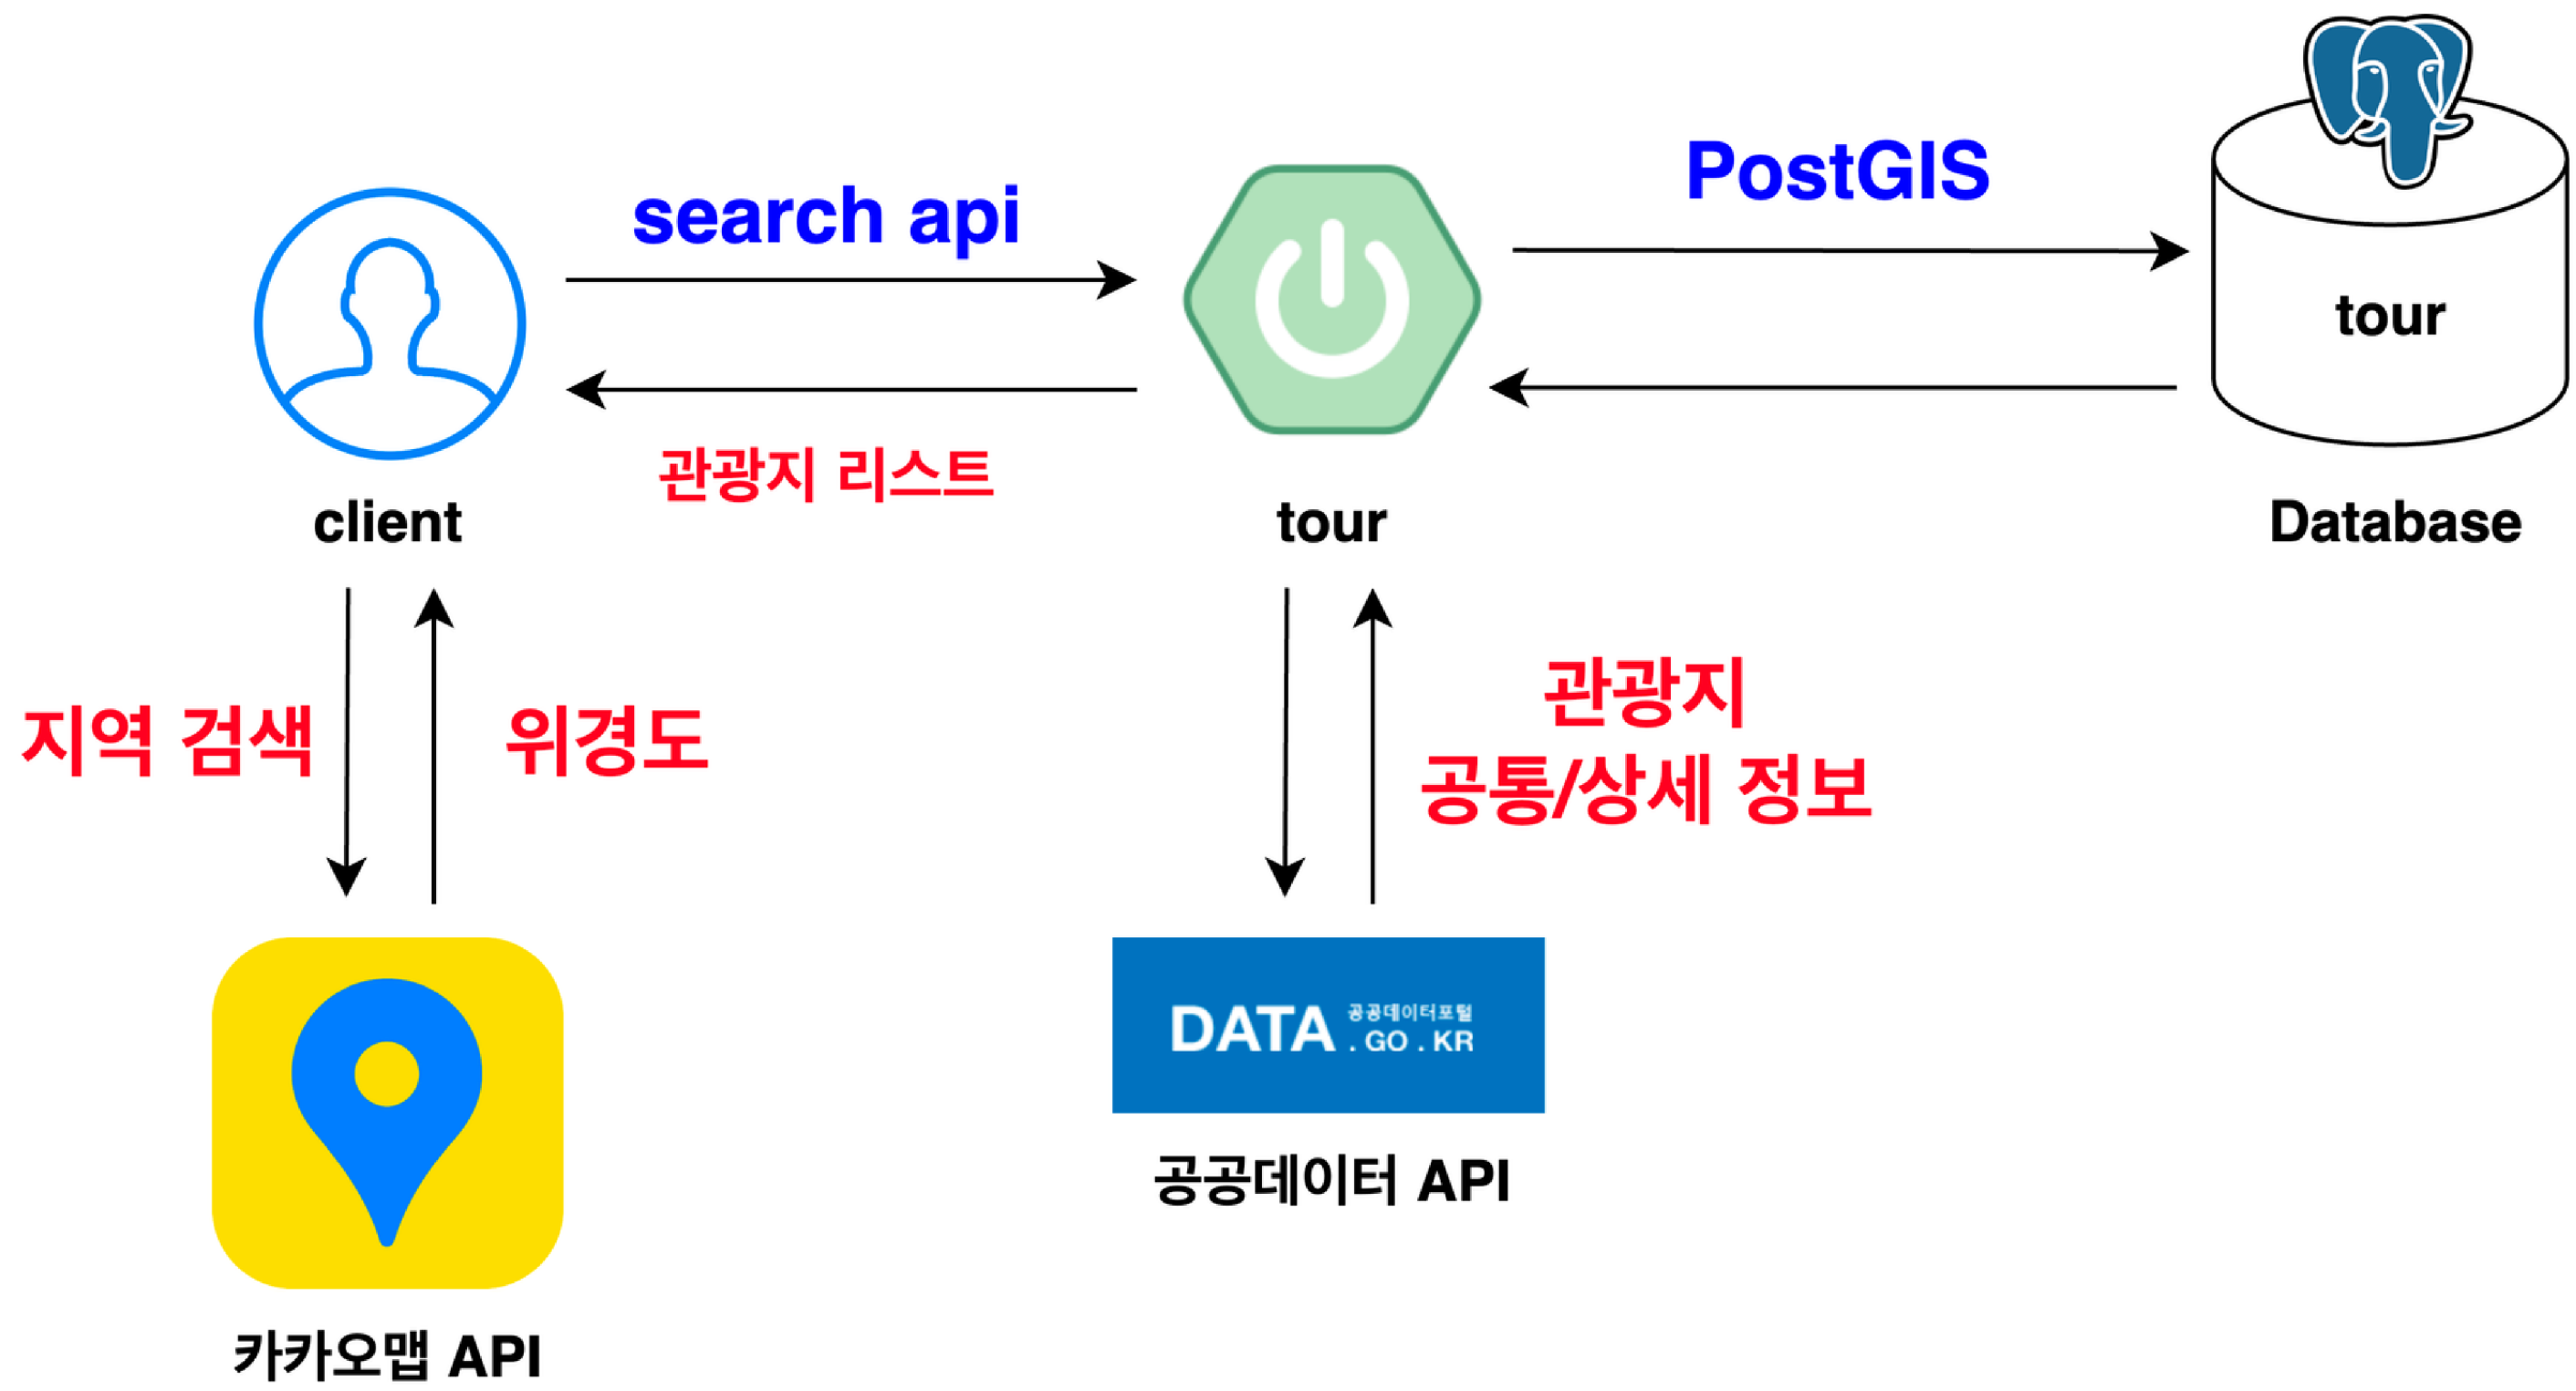 search api
PostGIS
tour
관광지 리스트
client
tour
Database
지역 검색
위경도
관광지
공통/상세 정보
DATA 공공데이터포털
. GO . KR
공공데이터 API
카카오맵 API